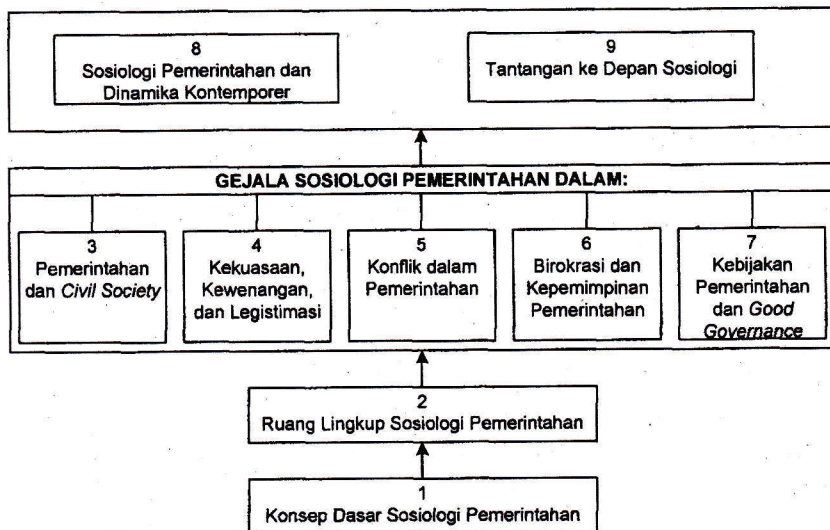 8
Sosiologi Pemerintahan dan
Dinamika Kontemporer
9
Tantangan ke Depan Sosiologi
GEJALA SOSIOLOGI PEMERINTAHAN DALAM:
3
Pemerintahan
dan Civil Society
4
Kekuasaan,
Kewenangan,
dan Legistimasi
5
Konflik dalam
Pemerintahan
6
Birokrasi dan
Kepemimpinan
Pemerintahan
7
Kebijakan
Pemerintahan
dan Good
Governance
2
Ruang Lingkup Sosiologi Pemerintahan
1
Konsep Dasar Sosiologi Pemerintahan